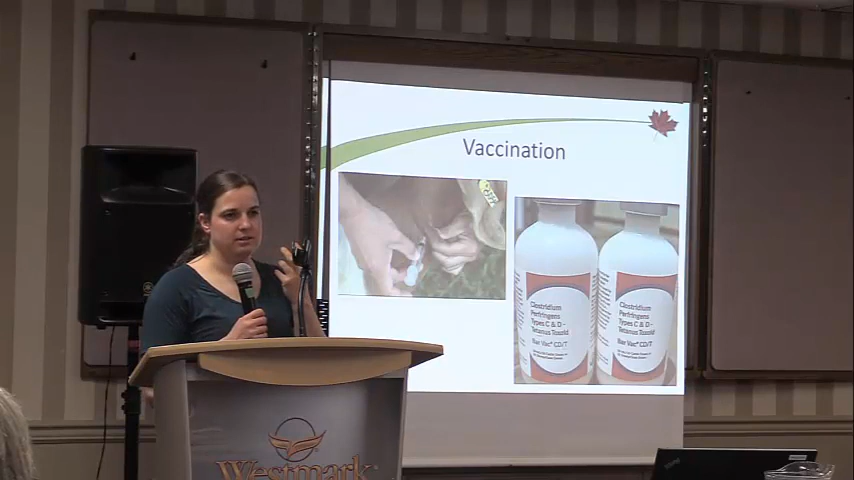 Vaccination
Clostridium
Perfringens
Types C & D-
Tetanus Toxoid
Bar Vac® CD/T
Clostridium
Perfringens
Types C & D-
Tetanus Toxoid
Bar Vac® CD/T
Westmark